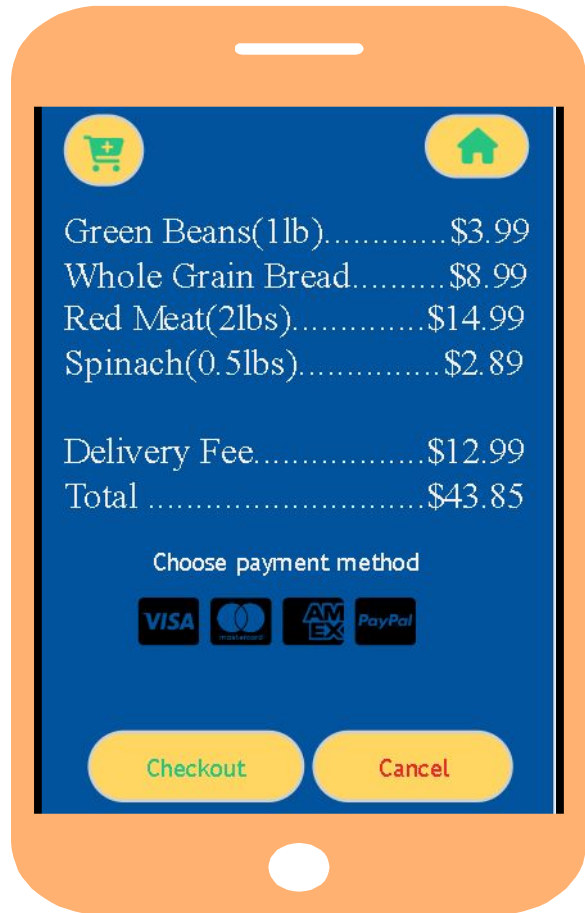 Green Beans(1lb).............$3.99
Whole Grain Bread..........$8.99
Red Meat(2lbs)..............$14.99
Spinach(0.5lbs)...............$2.89
Delivery Fee..................$12.99
Total .............................$43.85
Choose payment method
VISA mastercard AMEX PayPal
Checkout Cancel